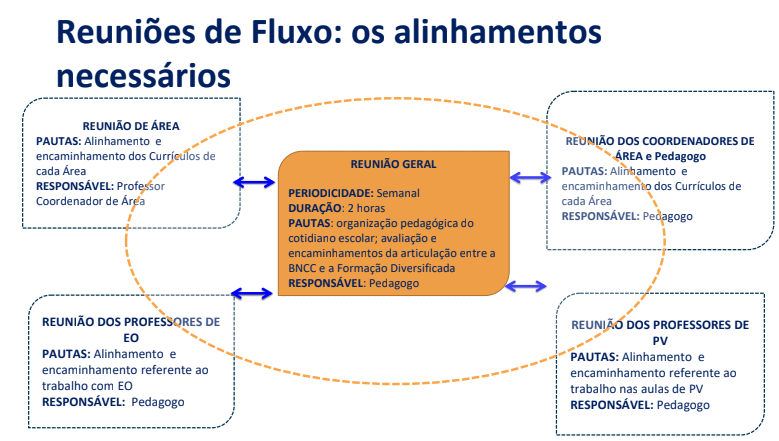 Reuniões de Fluxo: os alinhamentos
necessários
REUNIÃO DE ÁREA
PAUTAS: Alinhamento e
encaminhamento dos Currículos de
cada Área
RESPONSÁVEL: Professor
Coordenador de Área
REUNIÃO GERAL
PERIODICIDADE: Semanal
DURAÇÃO: 2 horas
PAUTAS: organização pedagógica do
cotidiano escolar; avaliação e
encaminhamentos da articulação entre a
BNCC e a Formação Diversificada
RESPONSÁVEL: Pedagogo
REUNIÃO DOS COORDENADORES DE
ÁREA e Pedagogo
PAUTAS: Alinhamento e
encaminhamento dos Currículos de
cada Área
RESPONSÁVEL: Pedagogo
REUNIÃO DOS PROFESSORES DE
EO
PAUTAS: Alinhamento e
encaminhamento referente ao
trabalho com EO
RESPONSÁVEL: Pedagogo
REUNIÃO DOS PROFESSORES DE
PV
PAUTAS: Alinhamento e
encaminhamento referente ao
trabalho nas aulas de PV
RESPONSÁVEL: Pedagogo